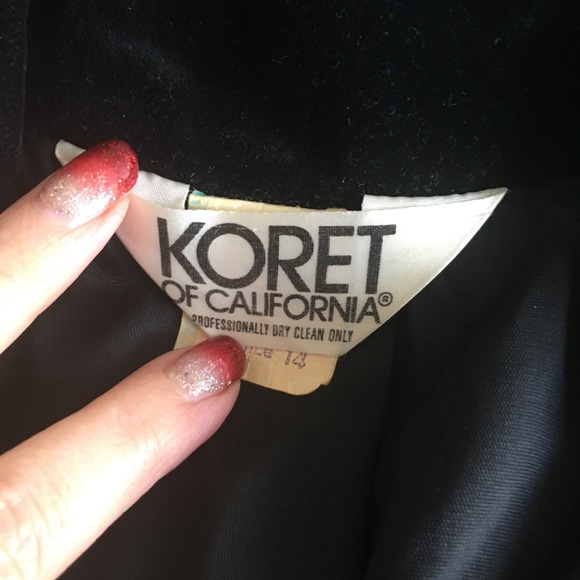 KORET
OF CALIFORNIA®
PROFESSIONALLY DRY CLEAN ONLY
14